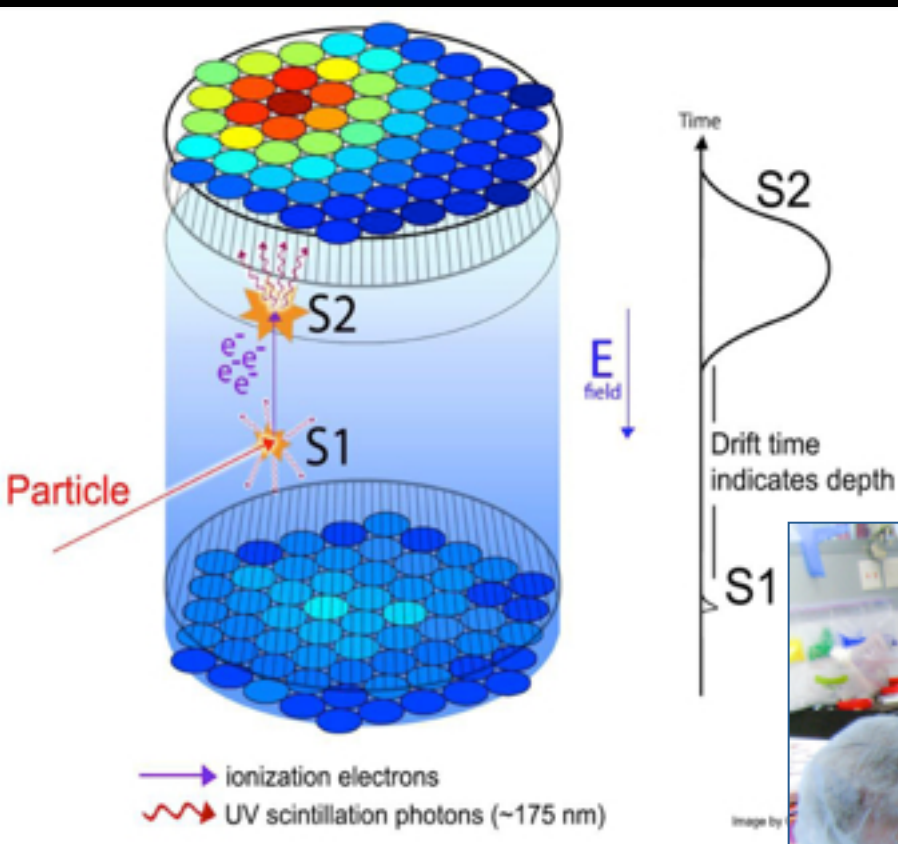 Time
S2
S2
e-
e-
e-
e-
E
field
S1
Drift time
indicates depth
Particle
S1
ionization electrons
UV scintillation photons (~175 nm)
Image by